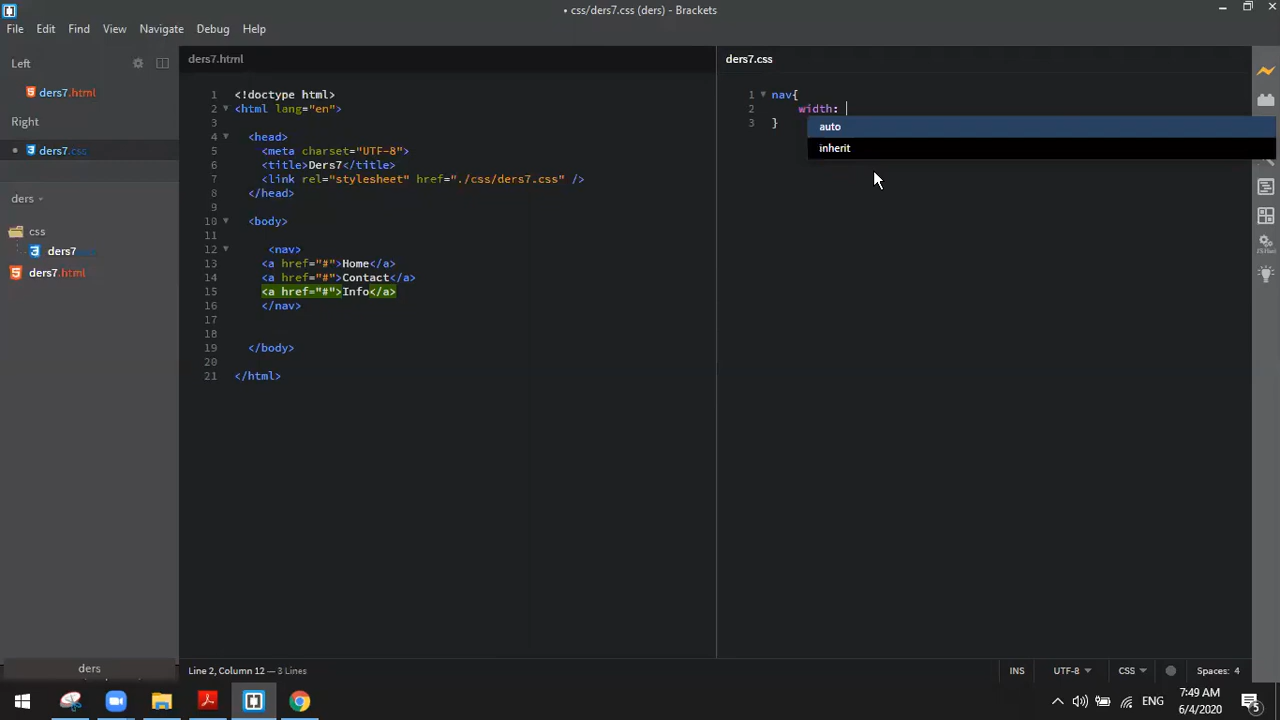 • css/ders7.css (ders) - Brackets
File Edit Find View Navigate Debug Help
Left
ders7.html
Right
• ders7.css
ders
css
ders7.css
ders7.html
ders
ders7.html
1 <!doctype html>
2 <html lang="en">
3
4 <head>
5 <meta charset="UTF-8">
6 <title>Ders7</title>
7 <link rel="stylesheet" href="./css/ders7.css" />
8 </head>
9
10 <body>
11
12 <nav>
13 <a href="#">Home</a>
14 <a href="#">Contact</a>
15 <a href="#">Info</a>
16 </nav>
17
18
19 </body>
20
21 </html>
ders7.css
1 nav{
2 width:
3 }
auto
inherit
Line 2, Column 12 — 3 Lines
INS UTF-8 CSS Spaces: 4
ENG
7:49 AM
6/4/2020
5